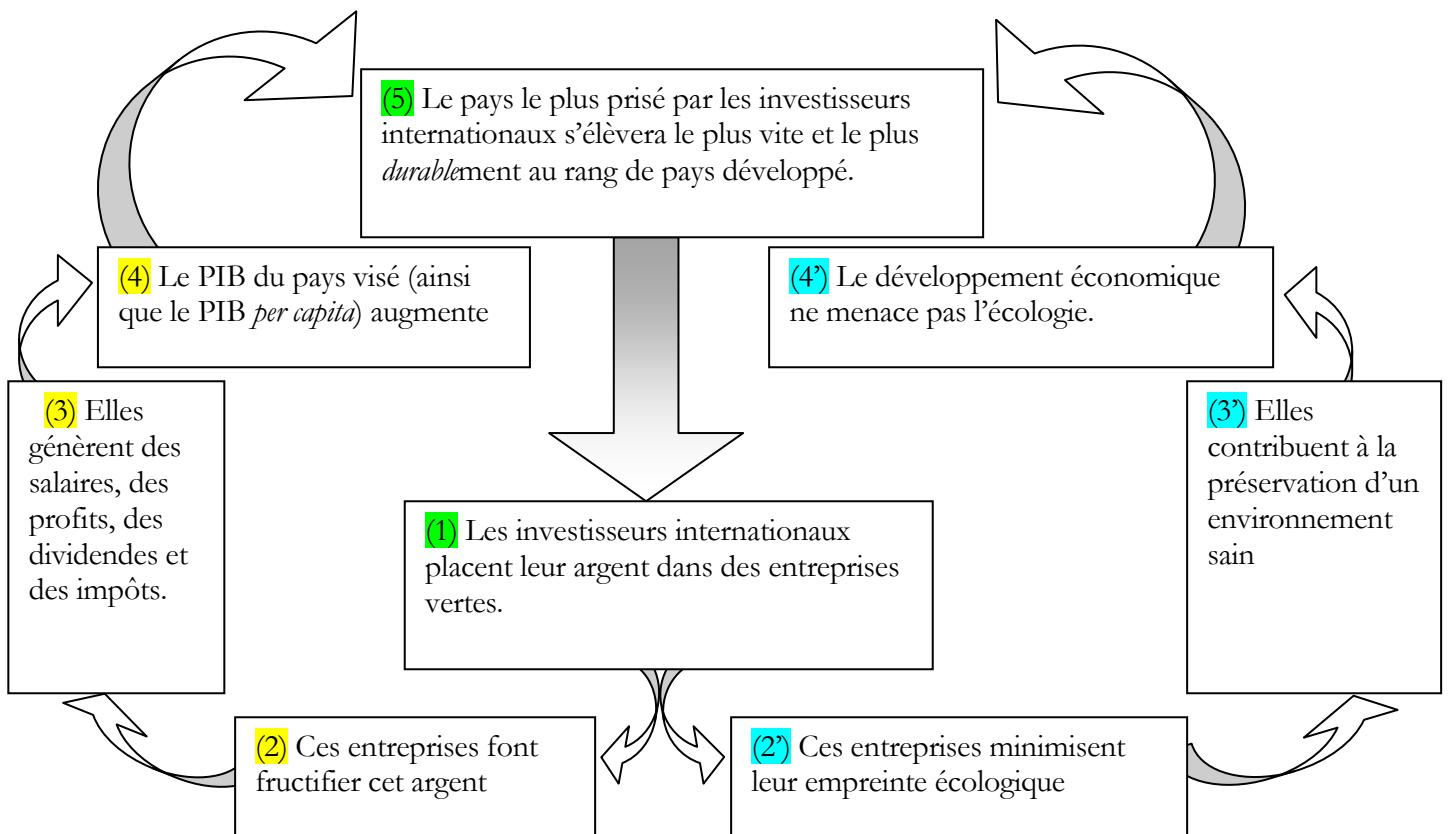 (5) Le pays le plus prisé par les investisseurs
internationaux s’élèvera le plus vite et le plus
durablement au rang de pays développé.
(4) Le PIB du pays visé (ainsi
que le PIB per capita) augmente
(4’) Le développement économique
ne menace pas l’écologie.
(3) Elles
génèrent des
salaires, des
profits, des
dividendes et
des impôts.
(3’) Elles
contribuent à la
préservation d’un
environnement
sain
(1) Les investisseurs internationaux
placent leur argent dans des entreprises
vertes.
(2) Ces entreprises font
fructifier cet argent
(2’) Ces entreprises minimisent
leur empreinte écologique